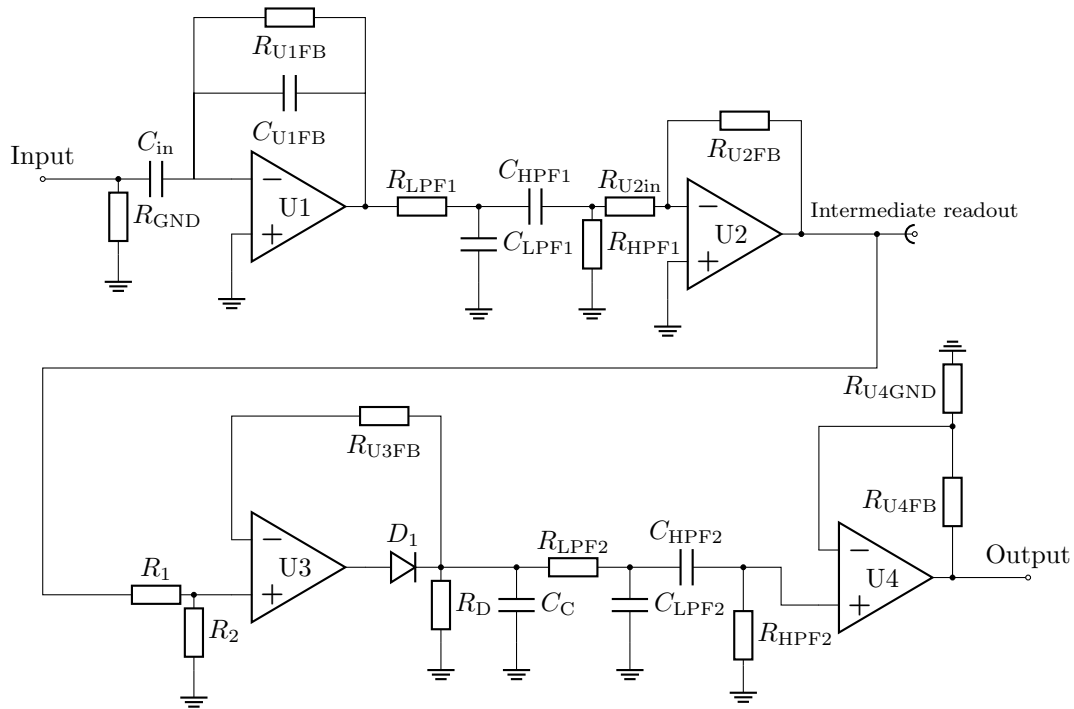 R_U1FB
C_U1FB
Input
C_in
R_GND
− + U1
R_LPF1
C_LPF1
C_HPF1
R_HPF1
R_U2in
R_U2FB
− + U2
Intermediate readout
R_U4GND
R_U3FB
R_U4FB
R_1
R_2
− + U3
D_1
R_D
C_C
R_LPF2
C_LPF2
C_HPF2
R_HPF2
− + U4
Output